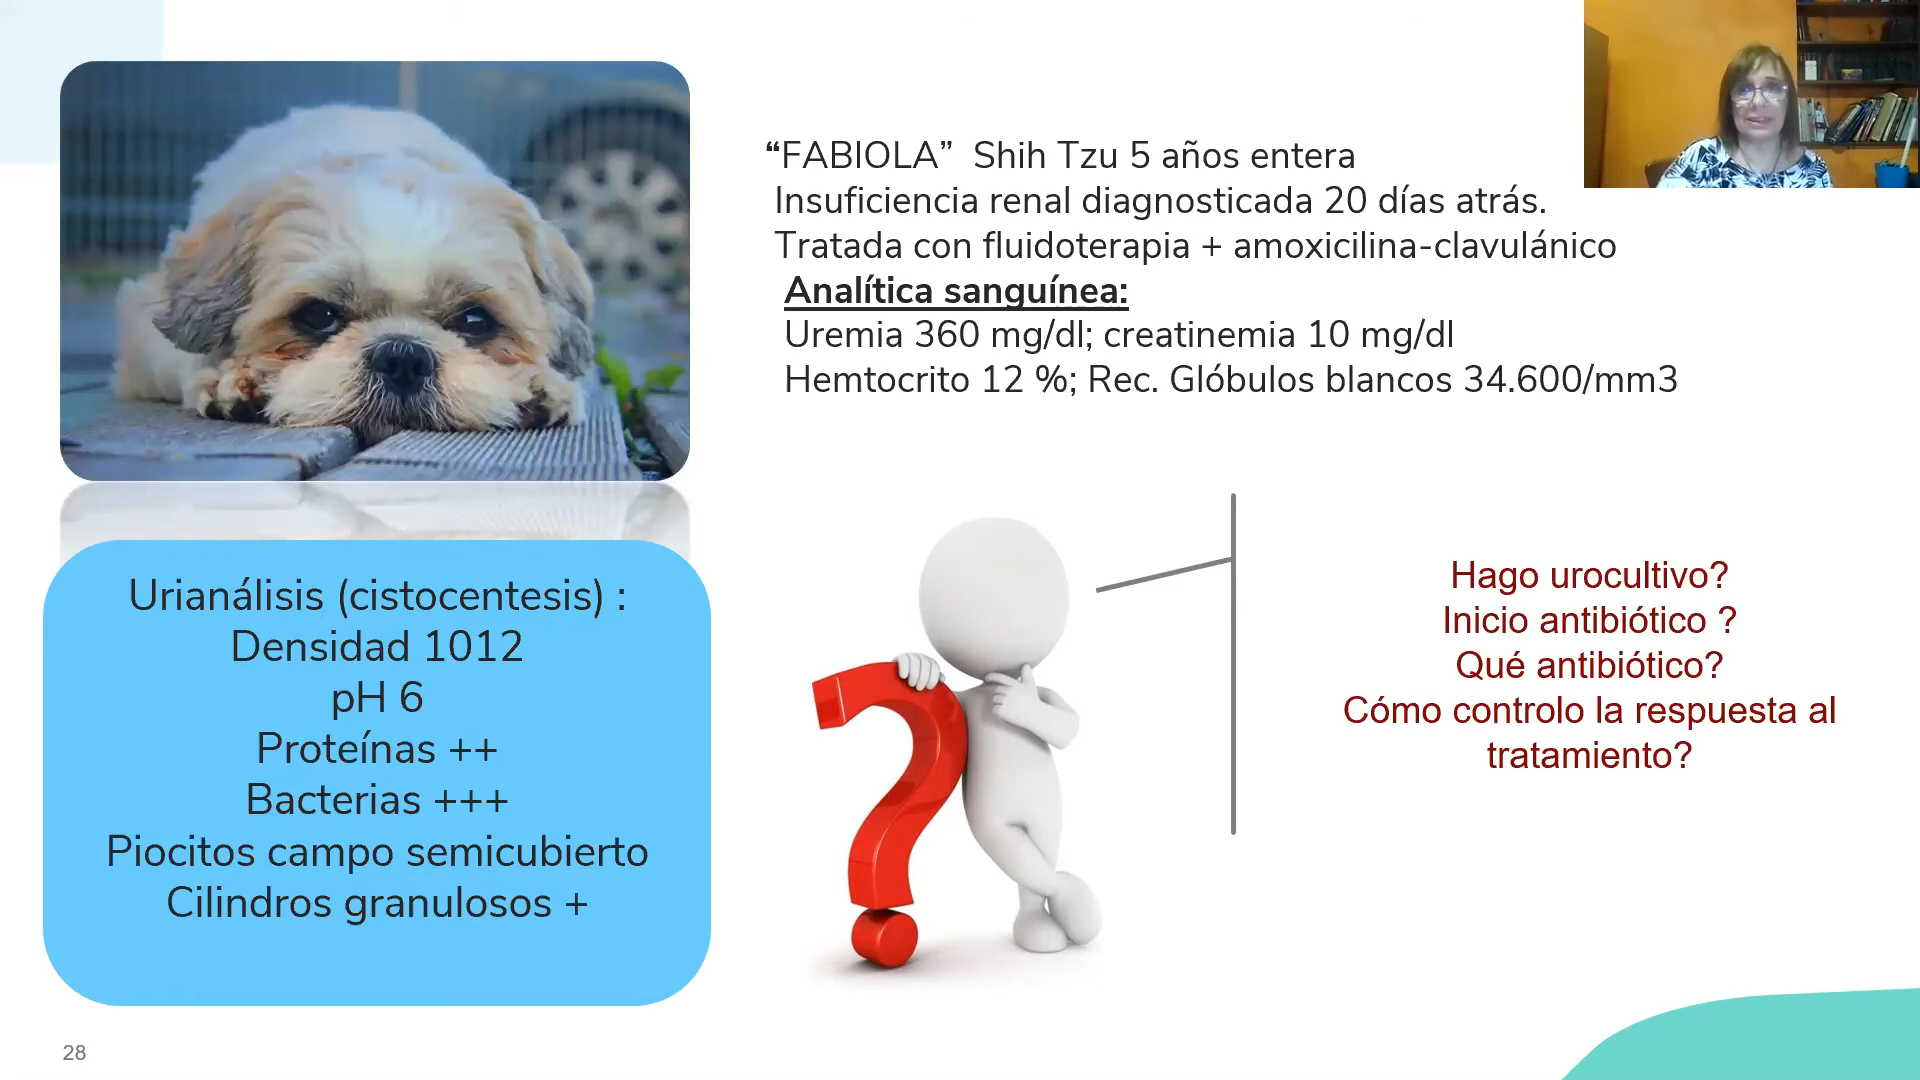 “FABIOLA” Shih Tzu 5 años entera
Insuficiencia renal diagnosticada 20 días atrás.
Tratada con fluidoterapia + amoxicilina-clavulánico
Analítica sanguínea:
Uremia 360 mg/dl; creatinemia 10 mg/dl
Hemtocrito 12 %; Rec. Glóbulos blancos 34.600/mm3
Urianálisis (cistocentesis) :
Densidad 1012
pH 6
Proteínas ++
Bacterias +++
Piocitos campo semicubierto
Cilindros granulosos +
Hago urocultivo?
Inicio antibiótico ?
Qué antibiótico?
Cómo controlo la respuesta al
tratamiento?
28